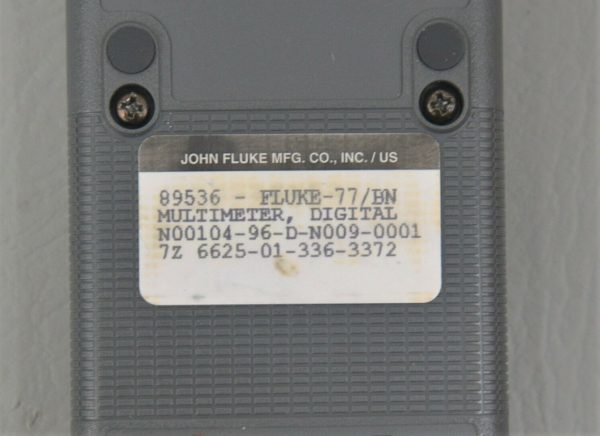 JOHN FLUKE MFG. CO., INC. / US
89536 - FLUKE-77/BN
MULTIMETER, DIGITAL
N00104-96-D-N009-0001
7Z 6625-01-336-3372